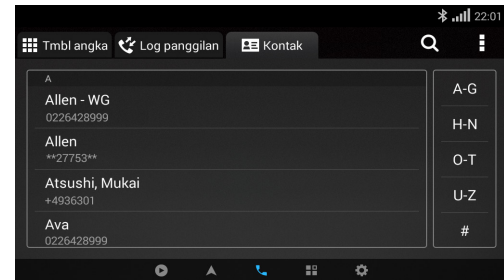 22:01
Tmbl angka
Log panggilan
Kontak
A
Allen - WG
0226428999
Allen
**27753**
Atsushi, Mukai
+4936301
Ava
0226428999
A-G
H-N
O-T
U-Z
#